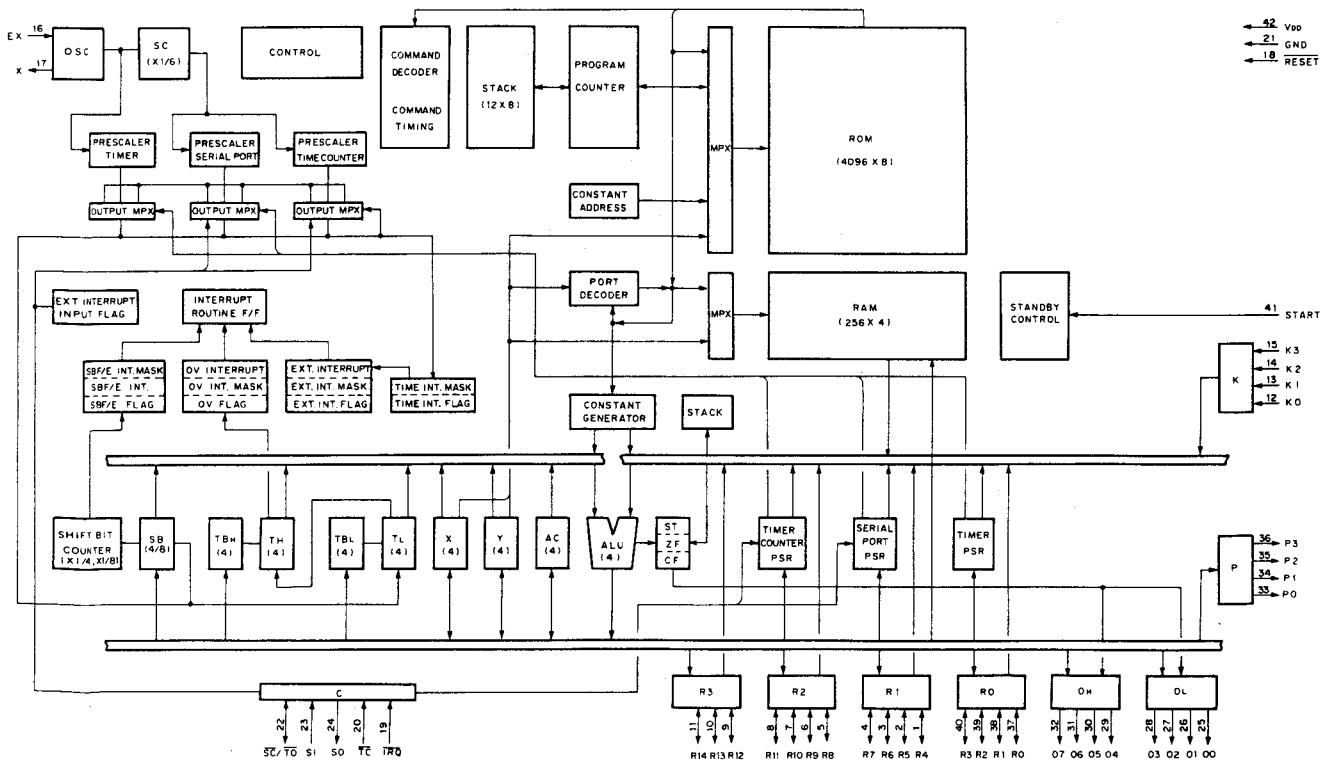 EX 16
X 17
OSC
SC
(X1/6)
CONTROL
COMMAND
DECODER
COMMAND
TIMING
STACK
(12X8)
PROGRAM
COUNTER
MPX
ROM
(4096 X 8)
42 VDD
21 GND
18 RESET
PRESCALER
TIMER
PRESCALER
SERIAL PORT
PRESCALER
TIME COUNTER
OUTPUT MPX
OUTPUT MPX
OUTPUT MPX
CONSTANT
ADDRESS
EXT INTERRUPT
INPUT FLAG
INTERRUPT
ROUTINE F/F
PORT
DECODER
MPX
RAM
(256 X 4)
STANDBY
CONTROL
41 START
SBF/E INT. MASK
SBF/E INT.
SBF/E FLAG
OV INTERRUPT
OV INT. MASK
OV FLAG
EXT. INTERRUPT
EXT. INT. MASK
EXT. INT. FLAG
TIME INT. MASK
TIME INT. FLAG
CONSTANT
GENERATOR
STACK
K
15 K3
14 K2
13 K1
12 K0
SHIFT BIT
COUNTER
(X1/4, X1/8)
SB
(4/8)
TBH
(4)
TH
(4)
TBL
(4)
TL
(4)
X
(4)
Y
(4)
AC
(4)
ALU
(4)
ST
ZF
CF
TIMER
COUNTER
PSR
SERIAL
PORT
PSR
TIMER
PSR
P
36 P3
35 P2
34 P1
33 P0
C
R3
R2
R1
R0
OH
OL
22 23 24 20 19
SC/TO SI SO TC IRQ
11 10 9
R14 R13 R12
8 7 6 5
R11 R10 R9 R8
4 3 2 1
R7 R6 R5 R4
40 39 38 37
R3 R2 R1 R0
32 31 30 29
O7 O6 O5 O4
28 27 26 25
O3 O2 O1 O0